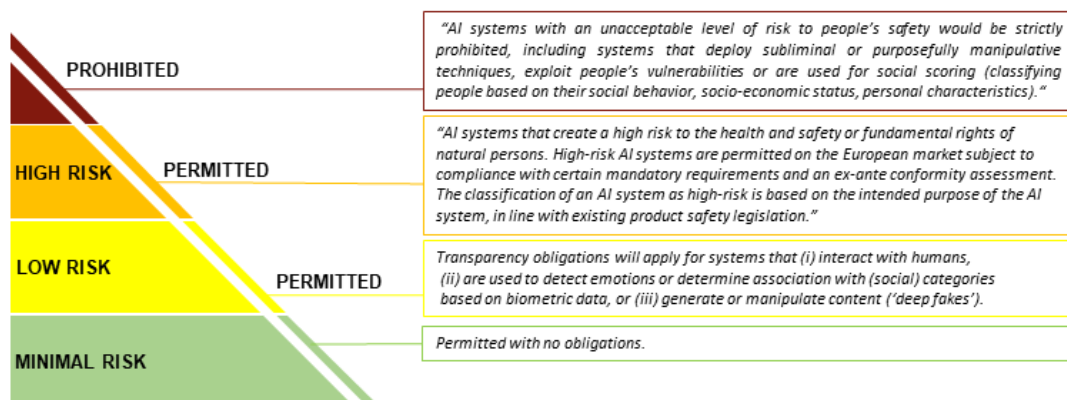 PROHIBITED
“AI systems with an unacceptable level of risk to people’s safety would be strictly
prohibited, including systems that deploy subliminal or purposefully manipulative
techniques, exploit people’s vulnerabilities or are used for social scoring (classifying
people based on their social behavior, socio-economic status, personal characteristics).“
HIGH RISK
PERMITTED
“AI systems that create a high risk to the health and safety or fundamental rights of
natural persons. High-risk AI systems are permitted on the European market subject to
compliance with certain mandatory requirements and an ex-ante conformity assessment.
The classification of an AI system as high-risk is based on the intended purpose of the AI
system, in line with existing product safety legislation.”
LOW RISK
PERMITTED
Transparency obligations will apply for systems that (i) interact with humans,
(ii) are used to detect emotions or determine association with (social) categories
based on biometric data, or (iii) generate or manipulate content (‘deep fakes’).
MINIMAL RISK
Permitted with no obligations.